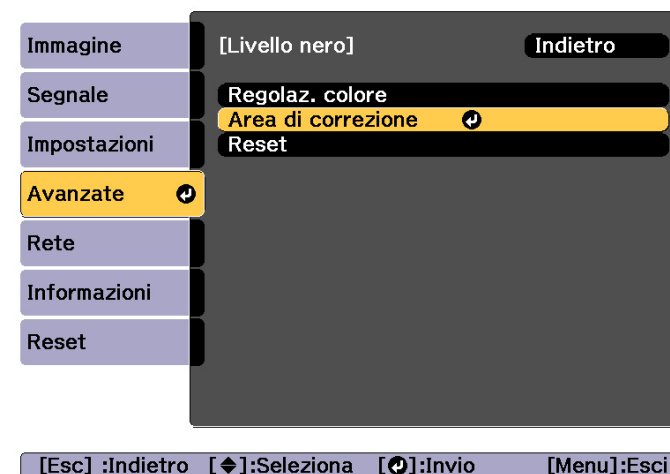 Immagine
Segnale
Impostazioni
Avanzate
Rete
Informazioni
Reset
[Livello nero] Indietro
Regolaz. colore
Area di correzione
Reset
[Esc] :Indietro [◆]:Seleziona [↵]:Invio [Menu]:Esci